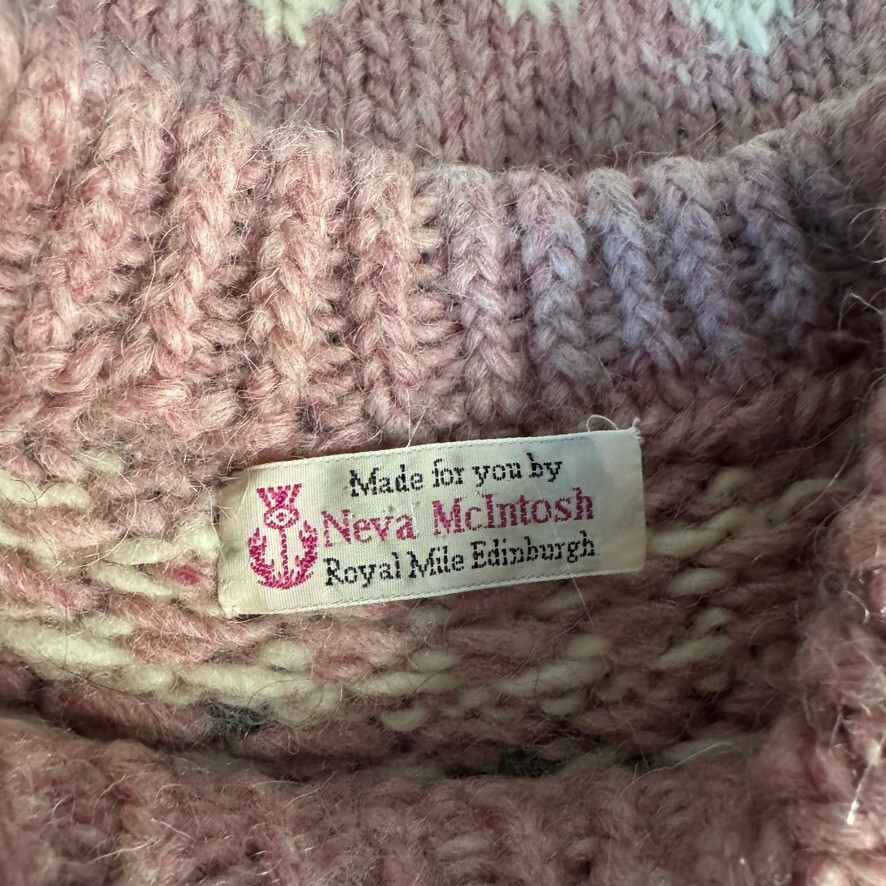 Made for you by
Neva McIntosh
Royal Mile Edinburgh